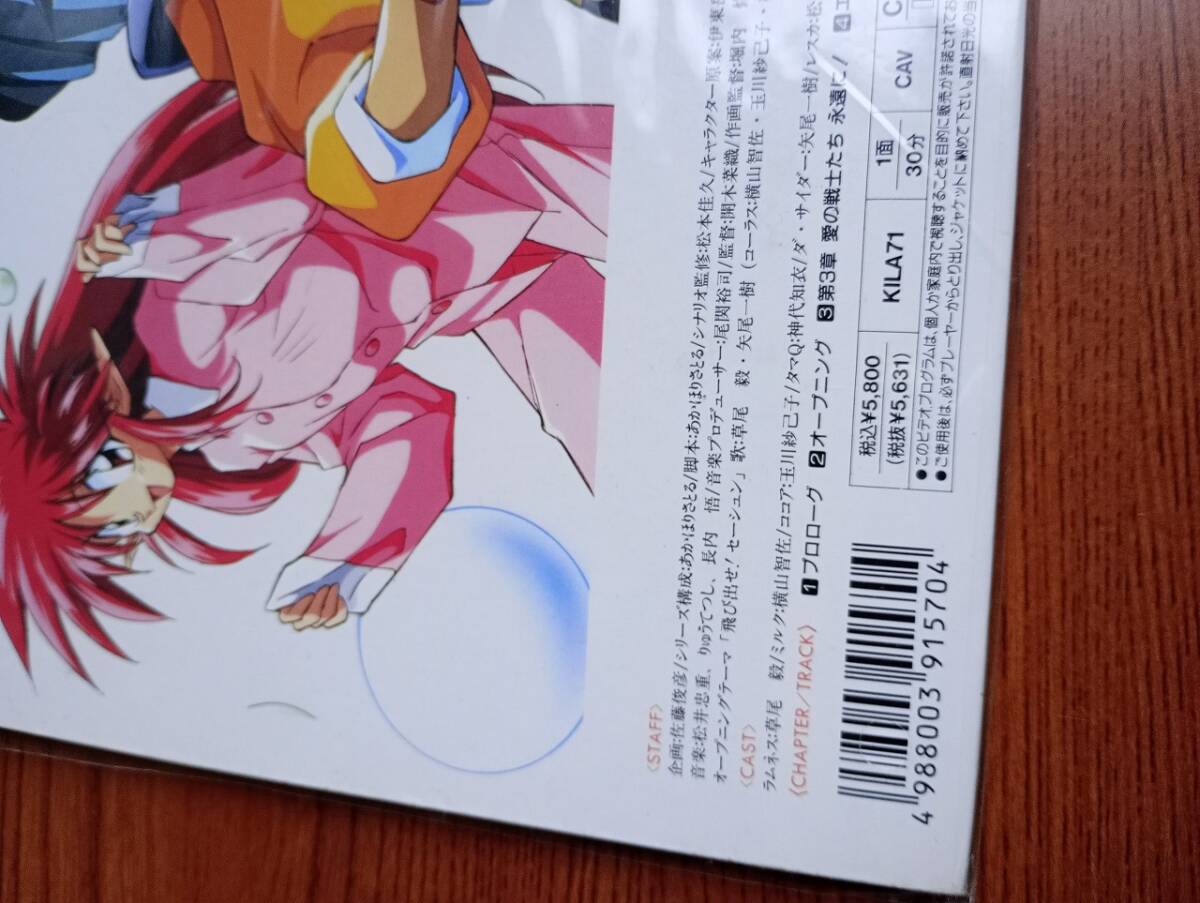 〈STAFF〉
企画:佐藤俊彦/シリーズ構成:あかほりさとる/脚本:あかほりさとる/シナリオ監修:松本佳久/キャラクター原案:伊東
音楽:松井忠重、りゅうてつし、長内 悟/音楽プロデューサー:尾関裕司/監督:開木菜織/作画監督:堀内
オープニングテーマ「飛び出せ!セーシュン」歌:草尾 毅・矢尾一樹(コーラス:横山智佐・玉川紗己子・
〈CAST〉
ラムネス:草尾 毅/ミルク:横山智佐/ココア:玉川紗己子/タマQ:神代知衣/ダ・サイダー:矢尾一樹/レスカ:松
〈CHAPTER/TRACK〉 1プロローグ 2オープニング 3第3章 愛の戦士たち 永遠に! 4エ
税込¥5,800
(税抜¥5,631)
KILA71
1面
30分
CAV
●このビデオプログラムは、個人か家庭内で視聴することを目的に販売が許諾されてお
●ご使用後は、必ずプレーヤーからとり出し、ジャケットに納めて下さい。直射日光の当
4988003915704